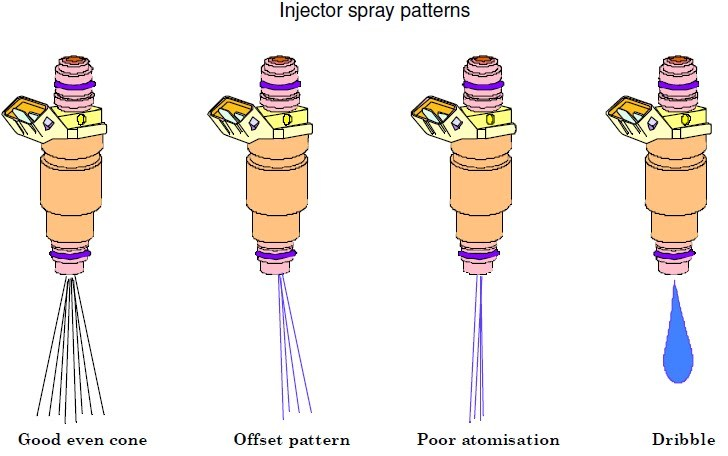 Injector spray patterns
Good even cone
Offset pattern
Poor atomisation
Dribble